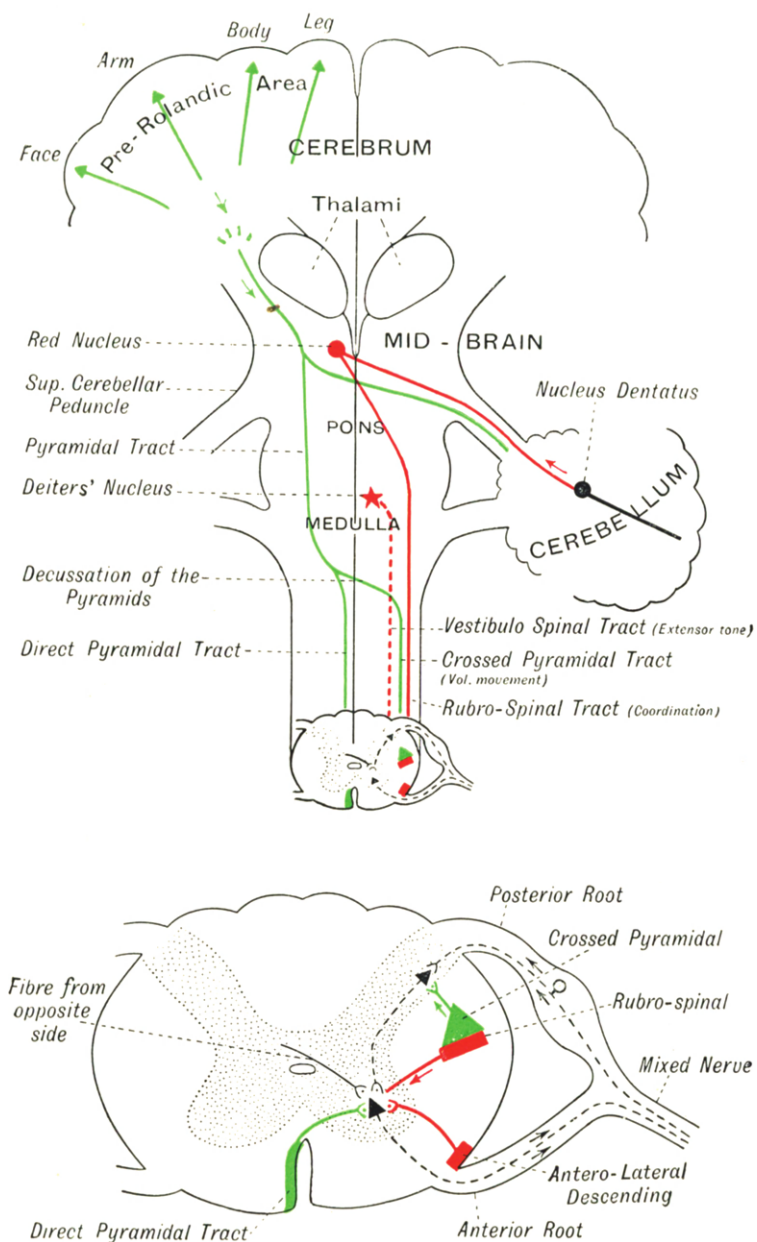 Leg
Body
Arm
Pre-Rolandic Area
Face
CEREBRUM
Thalami
Red Nucleus
MID - BRAIN
Sup. Cerebellar
Peduncle
Nucleus Dentatus
PONS
Pyramidal Tract
Deiters' Nucleus
MEDULLA
CEREBELLUM
Decussation of the
Pyramids
Vestibulo Spinal Tract (Extensor tone)
Direct Pyramidal Tract
Crossed Pyramidal Tract
(Vol. movement)
Rubro-Spinal Tract (Coordination)
Posterior Root
Crossed Pyramidal
Fibre from
opposite
side
Rubro-spinal
Mixed Nerve
Antero-Lateral
Descending
Direct Pyramidal Tract
Anterior Root